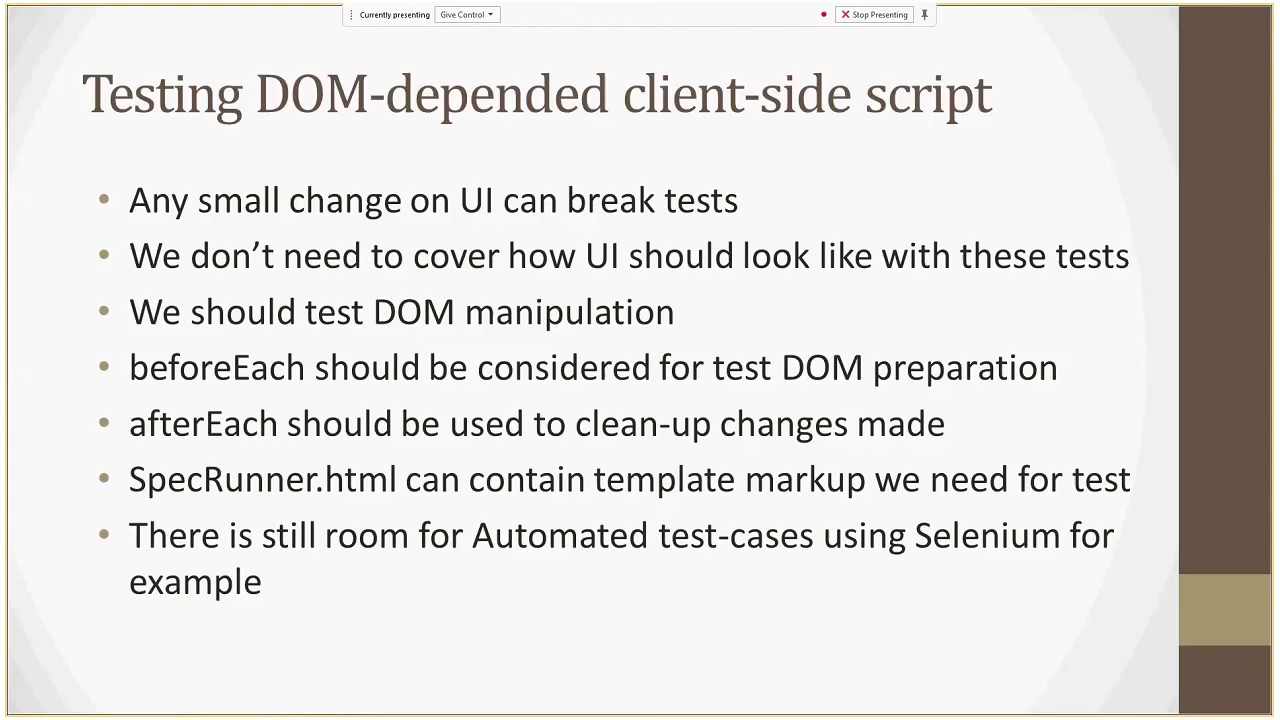 Currently presenting
Give Control
Stop Presenting
Testing DOM-depended client-side script
• Any small change on UI can break tests
• We don’t need to cover how UI should look like with these tests
• We should test DOM manipulation
• beforeEach should be considered for test DOM preparation
• afterEach should be used to clean-up changes made
• SpecRunner.html can contain template markup we need for test
• There is still room for Automated test-cases using Selenium for
example